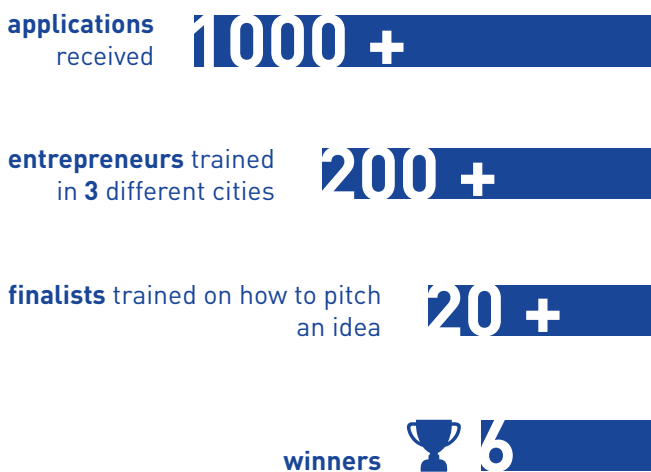 applications
received
1000 +
entrepreneurs trained
in 3 different cities
200 +
finalists trained on how to pitch
an idea
20 +
winners
6